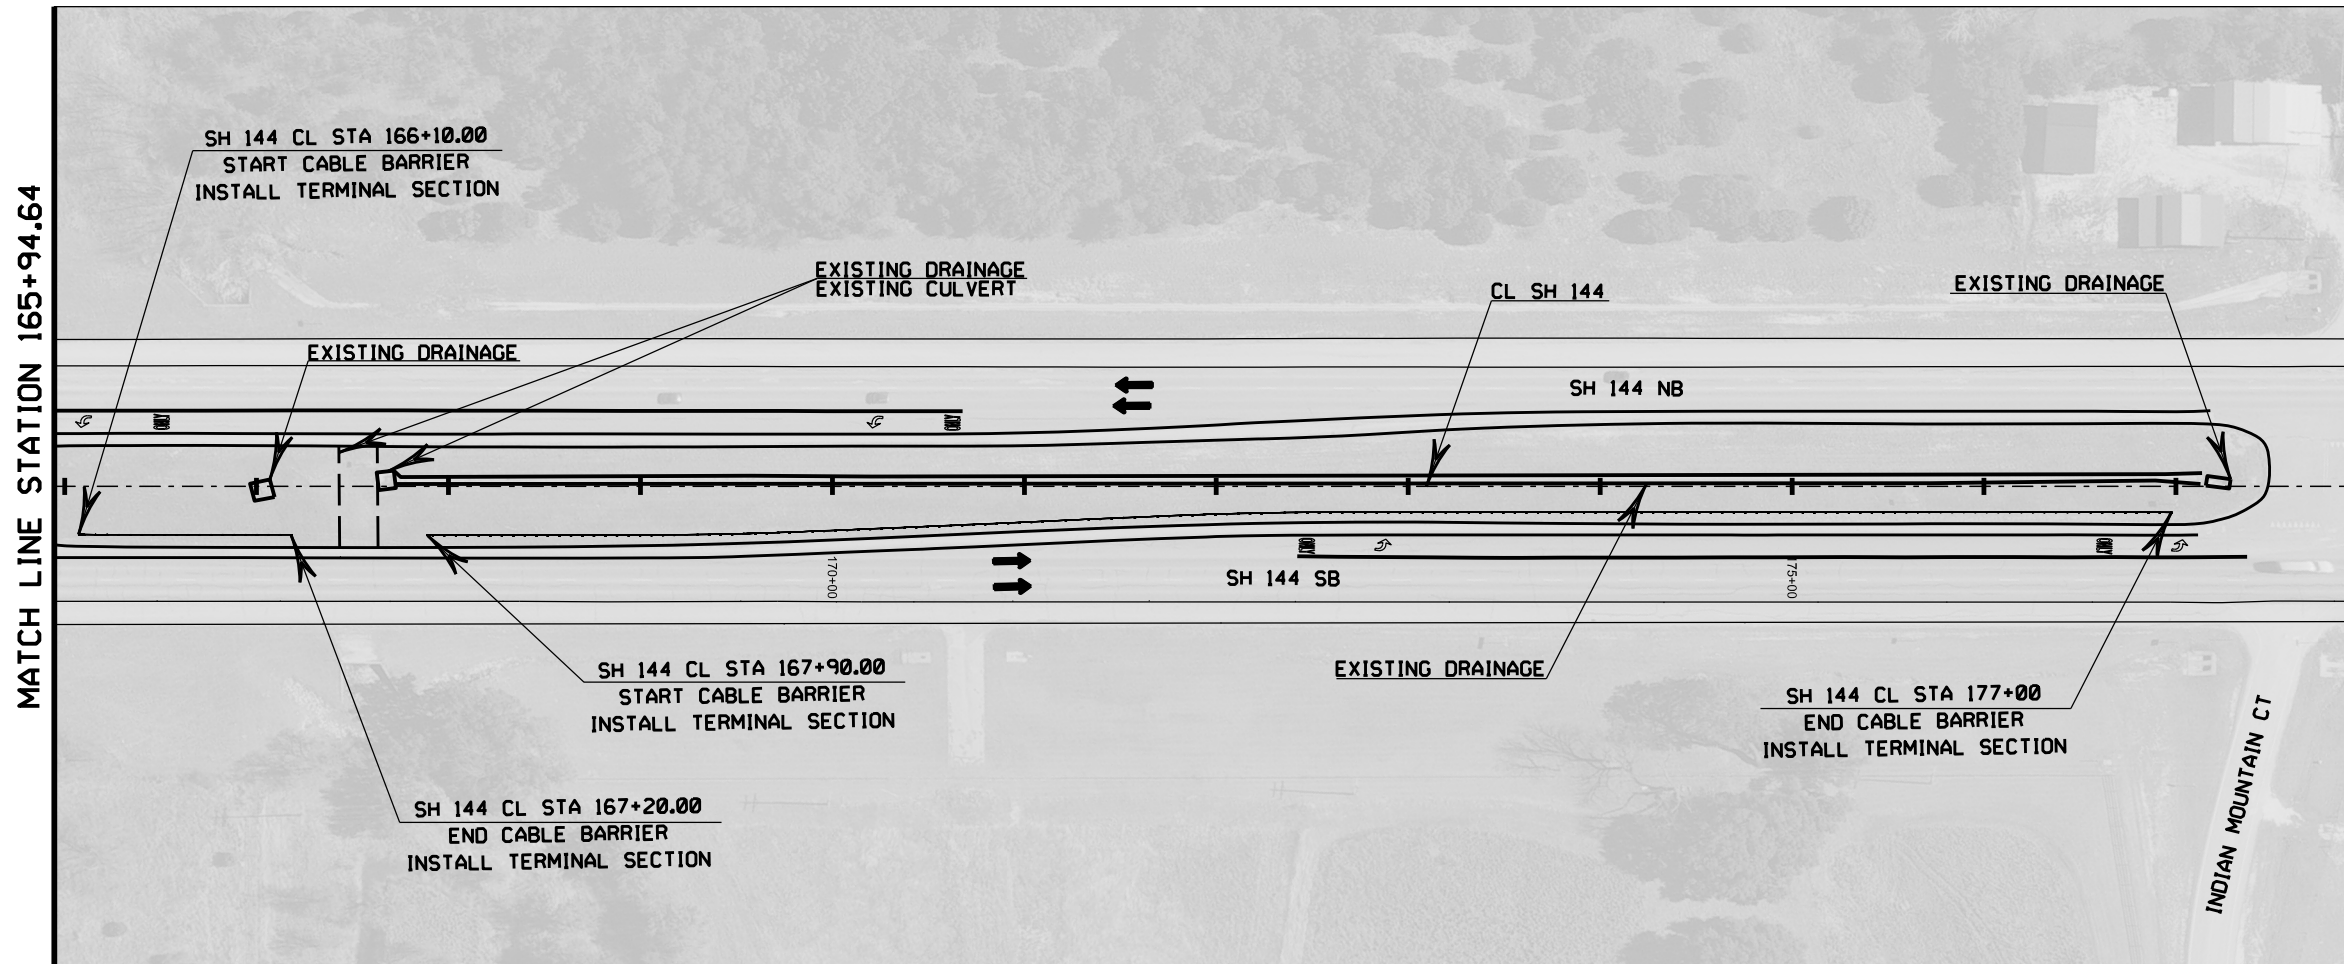 MATCH LINE STATION 165+94.64
SH 144 CL STA 166+10.00
START CABLE BARRIER
INSTALL TERMINAL SECTION
EXISTING DRAINAGE
EXISTING CULVERT
CL SH 144
EXISTING DRAINAGE
EXISTING DRAINAGE
SH 144 NB
ONLY
ONLY
ONLY
ONLY
170+00
175+00
SH 144 SB
SH 144 CL STA 167+90.00
START CABLE BARRIER
INSTALL TERMINAL SECTION
EXISTING DRAINAGE
SH 144 CL STA 177+00
END CABLE BARRIER
INSTALL TERMINAL SECTION
SH 144 CL STA 167+20.00
END CABLE BARRIER
INSTALL TERMINAL SECTION
INDIAN MOUNTAIN CT